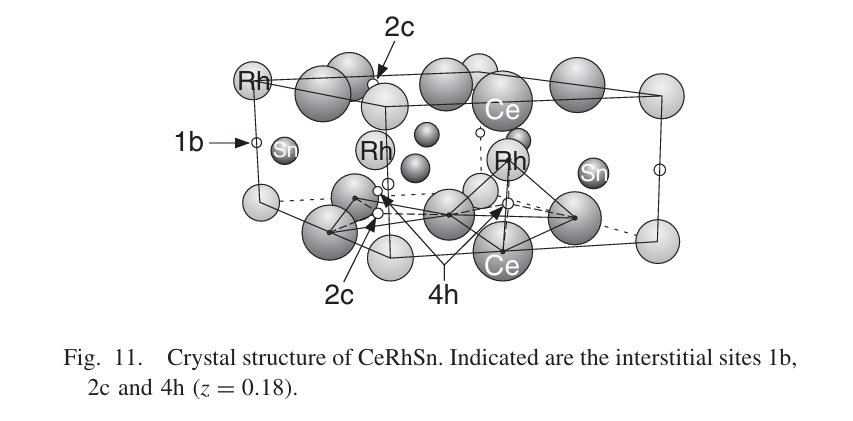 2c
Rh
Ce
1b
Sn
Rh
Rh
Sn
Ce
2c
4h
Fig. 11. Crystal structure of CeRhSn. Indicated are the interstitial sites 1b,
2c and 4h (z = 0.18).